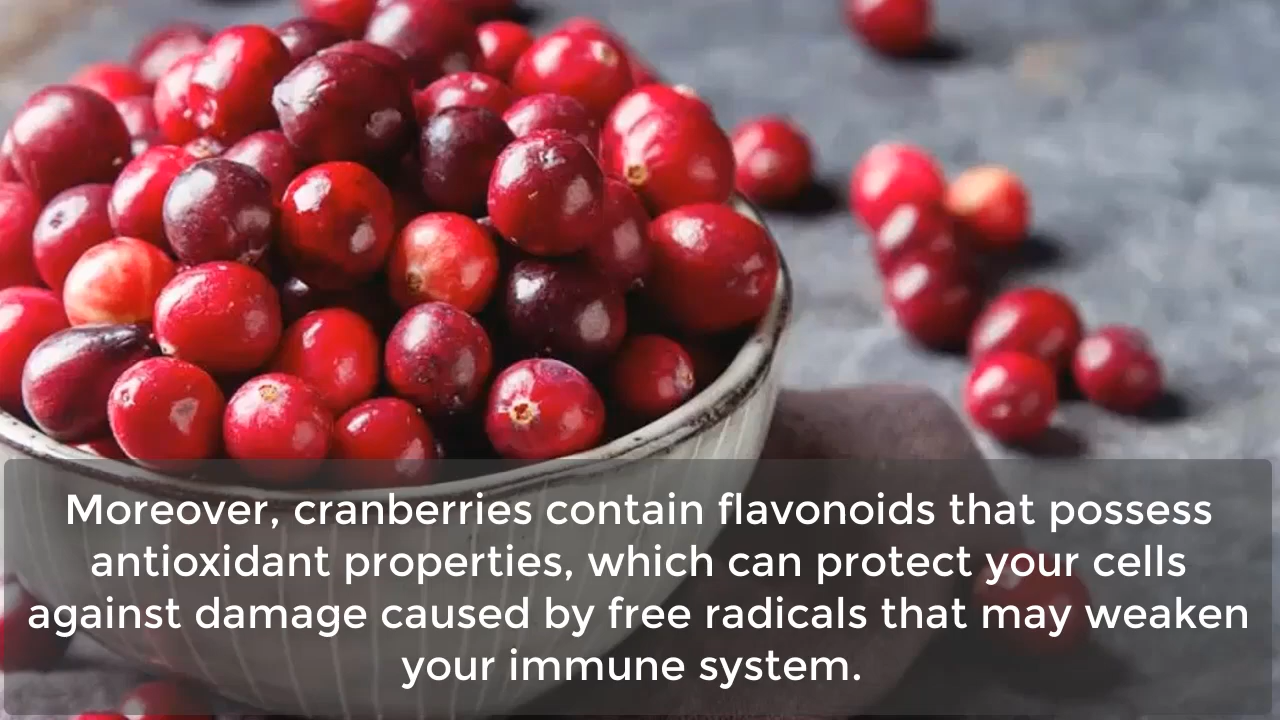 Moreover, cranberries contain flavonoids that possess
antioxidant properties, which can protect your cells
against damage caused by free radicals that may weaken
your immune system.